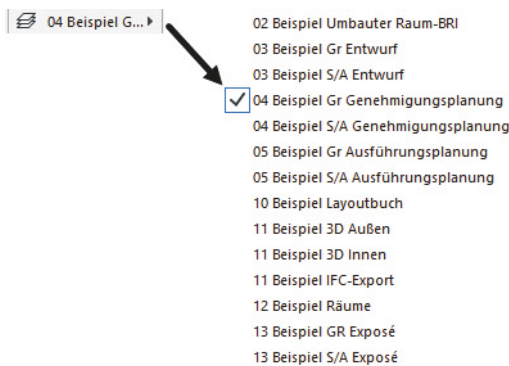 04 Beispiel G...
02 Beispiel Umbauter Raum-BRI
03 Beispiel Gr Entwurf
03 Beispiel S/A Entwurf
04 Beispiel Gr Genehmigungsplanung
04 Beispiel S/A Genehmigungsplanung
05 Beispiel Gr Ausführungsplanung
05 Beispiel S/A Ausführungsplanung
10 Beispiel Layoutbuch
11 Beispiel 3D Außen
11 Beispiel 3D Innen
11 Beispiel IFC-Export
12 Beispiel Räume
13 Beispiel GR Exposé
13 Beispiel S/A Exposé